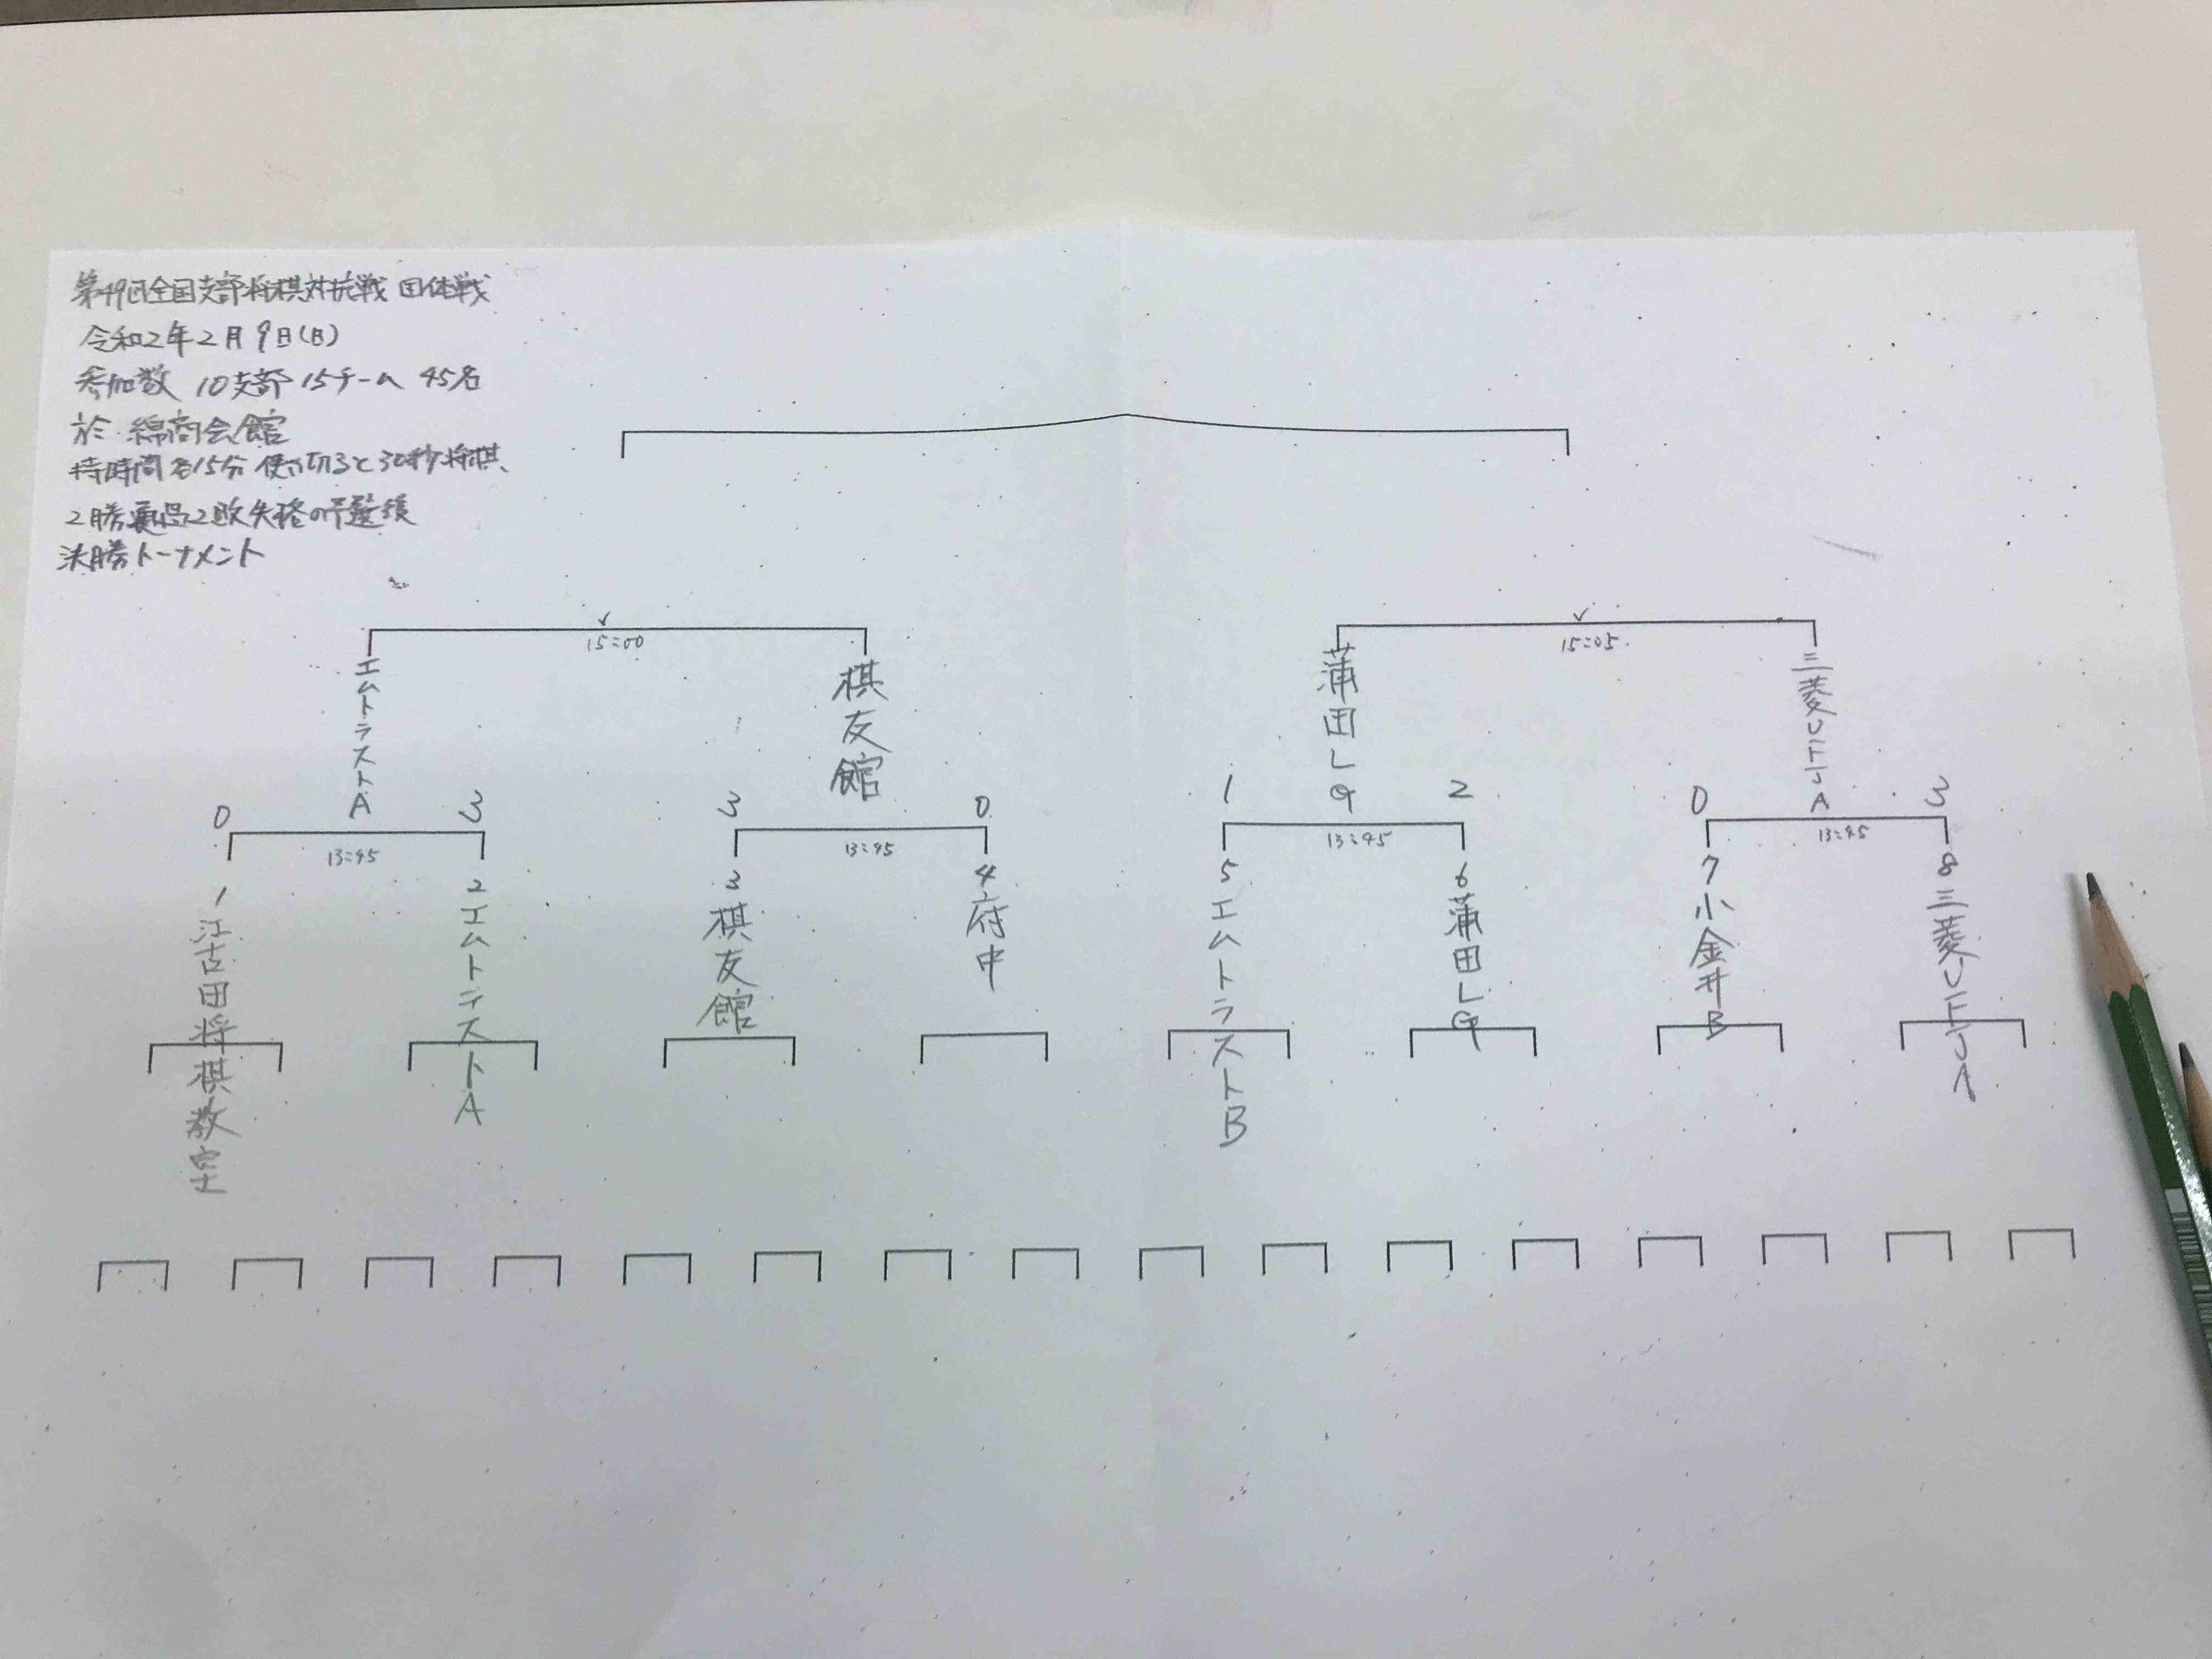 第49回全国支部将棋対抗戦 団体戦
令和2年2月9日(日)
参加数 10支部 15チーム 45名
於 綿商会館
持時間各15分 使い切ると30秒将棋、
2勝通過2敗失格の予選後
決勝トーナメント
15:00
15:05
エムトラストA
棋友館
蒲田LG
三菱UFJA
0
3
3
0
1
2
0
3
13:45
13:45
13:45
13:45
1江古田将棋教室
2エムトラストA
3棋友館
4府中
5エムトラストB
6蒲田LG
7小金井B
8三菱UFJA